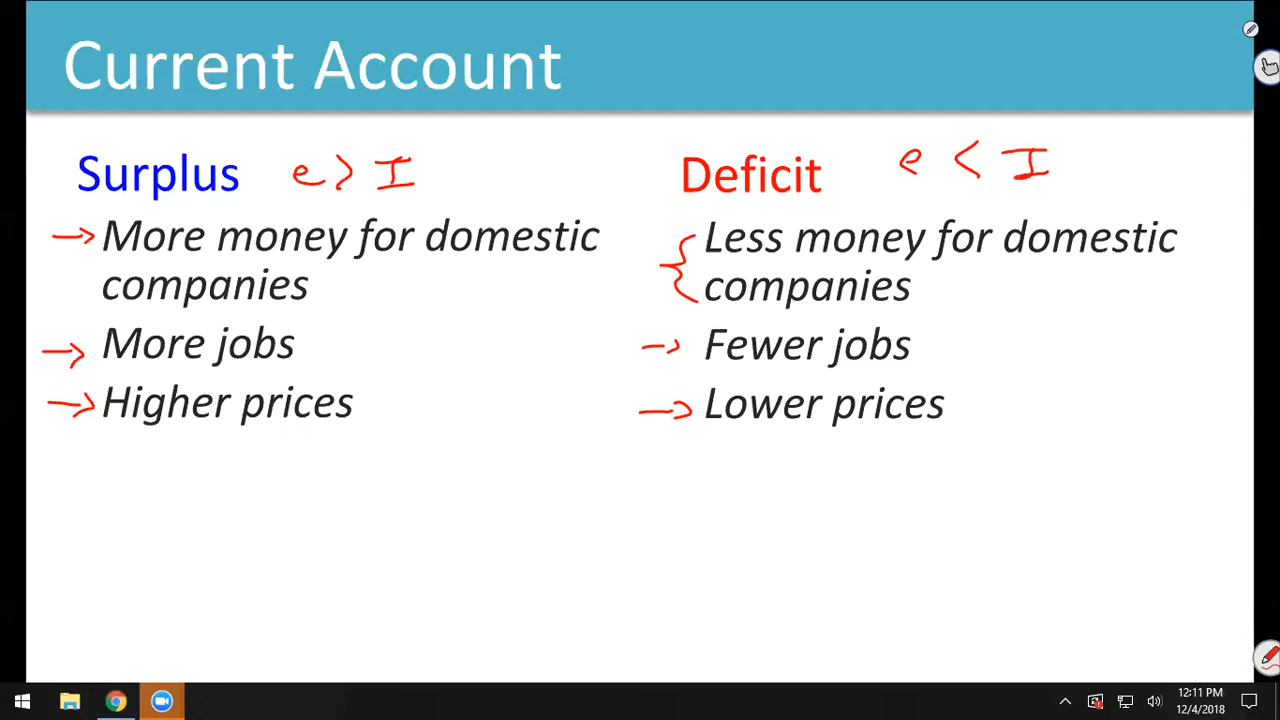 Current Account
Surplus e > I
More money for domestic
companies
More jobs
Higher prices
Deficit e < I
Less money for domestic
companies
Fewer jobs
Lower prices
12:11 PM
12/4/2018